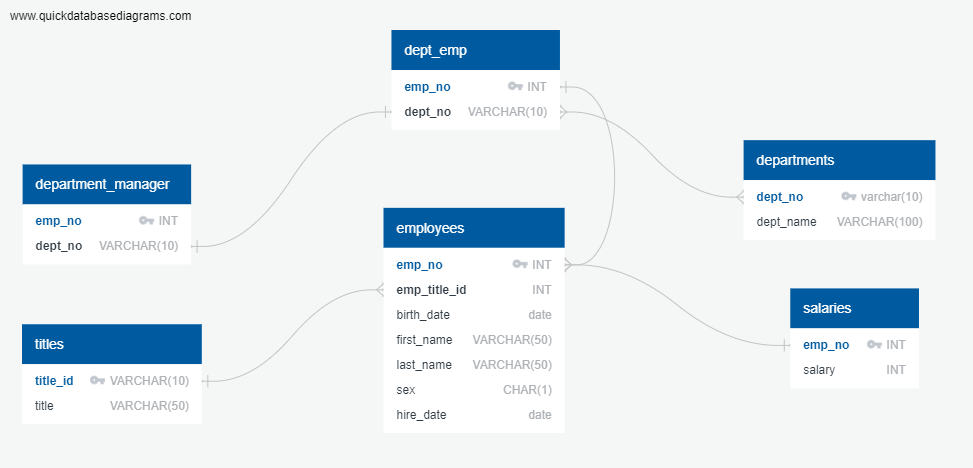 www.quickdatabasediagrams.com
dept_emp
emp_no INT
dept_no VARCHAR(10)
department_manager
emp_no INT
dept_no VARCHAR(10)
departments
dept_no varchar(10)
dept_name VARCHAR(100)
employees
emp_no INT
emp_title_id INT
birth_date date
first_name VARCHAR(50)
last_name VARCHAR(50)
sex CHAR(1)
hire_date date
titles
title_id VARCHAR(10)
title VARCHAR(50)
salaries
emp_no INT
salary INT